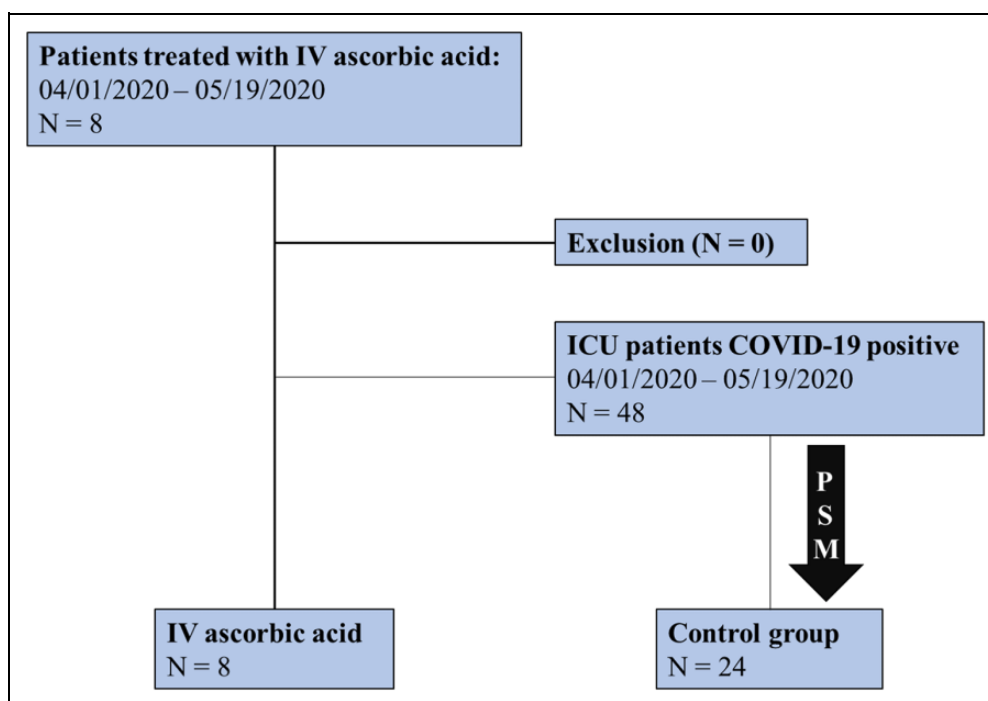 Patients treated with IV ascorbic acid:
04/01/2020 – 05/19/2020
N = 8
Exclusion (N = 0)
ICU patients COVID-19 positive
04/01/2020 – 05/19/2020
N = 48
P
S
M
IV ascorbic acid
N = 8
Control group
N = 24